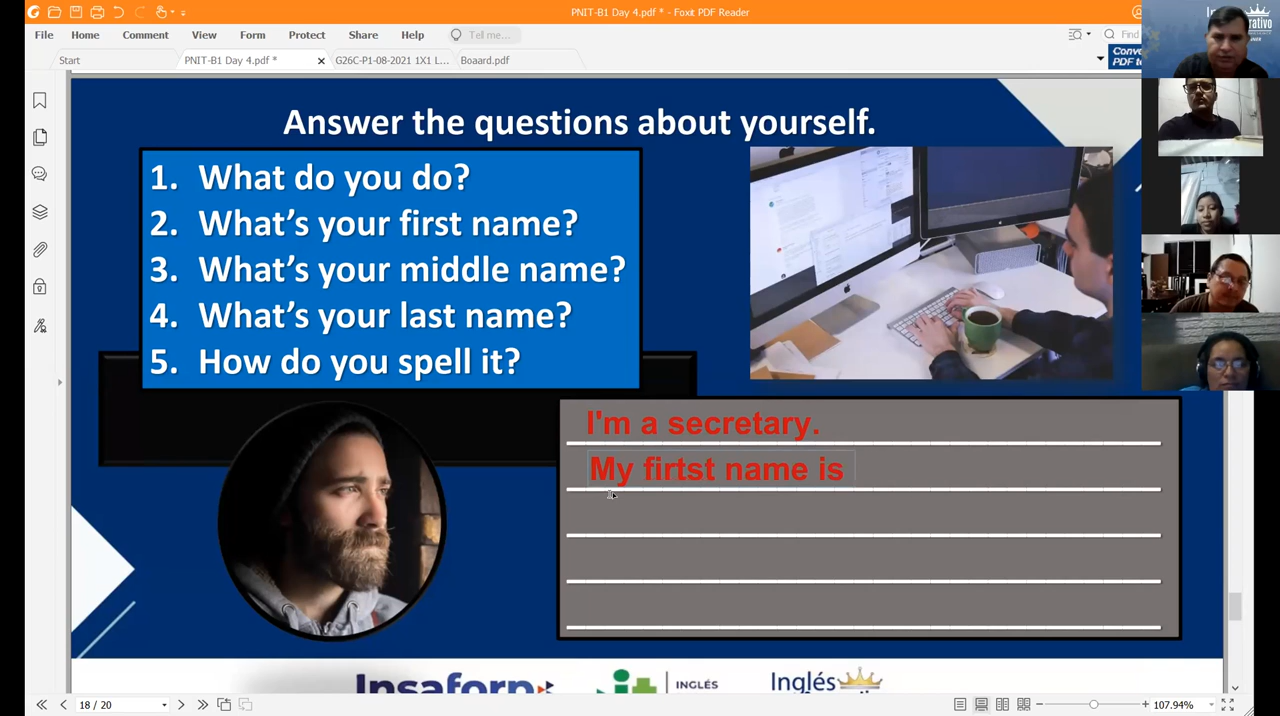 PNIT-B1 Day 4.pdf * - Foxit PDF Reader
File Home Comment View Form Protect Share Help Tell me... Find
Start PNIT-B1 Day 4.pdf * G26C-P1-08-2021 1X1 L... Boaard.pdf
Answer the questions about yourself.
1. What do you do?
2. What’s your first name?
3. What’s your middle name?
4. What’s your last name?
5. How do you spell it?
I'm a secretary.
My firtst name is
Insaforp
INGLÉS
Inglés
18 / 20
107.94%